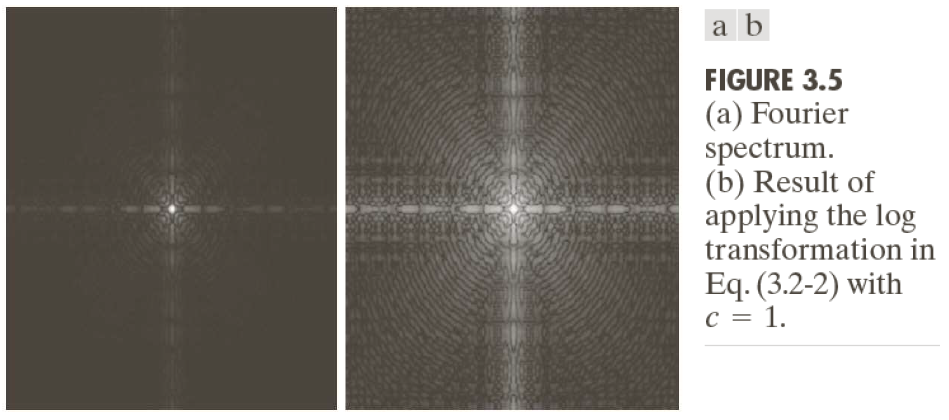 a b
FIGURE 3.5
(a) Fourier
spectrum.
(b) Result of
applying the log
transformation in
Eq. (3.2-2) with
c = 1.